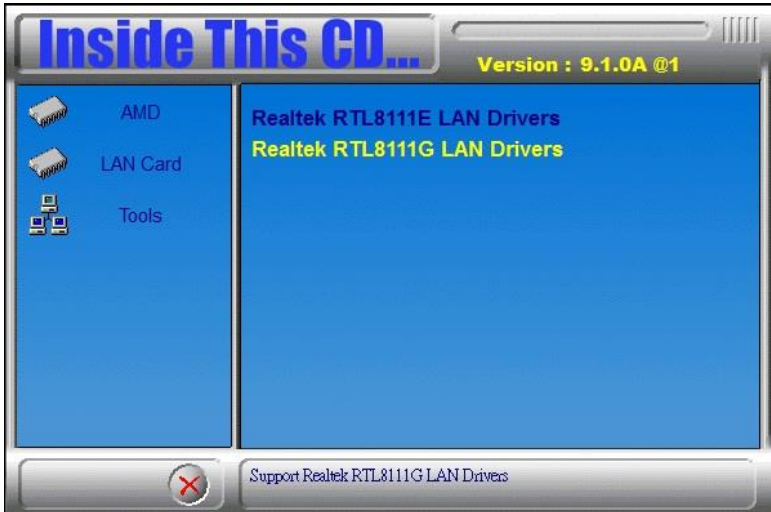 Inside This CD...
Version : 9.1.0A @1
AMD
LAN Card
Tools
Realtek RTL8111E LAN Drivers
Realtek RTL8111G LAN Drivers
Support Realtek RTL8111G LAN Drivers